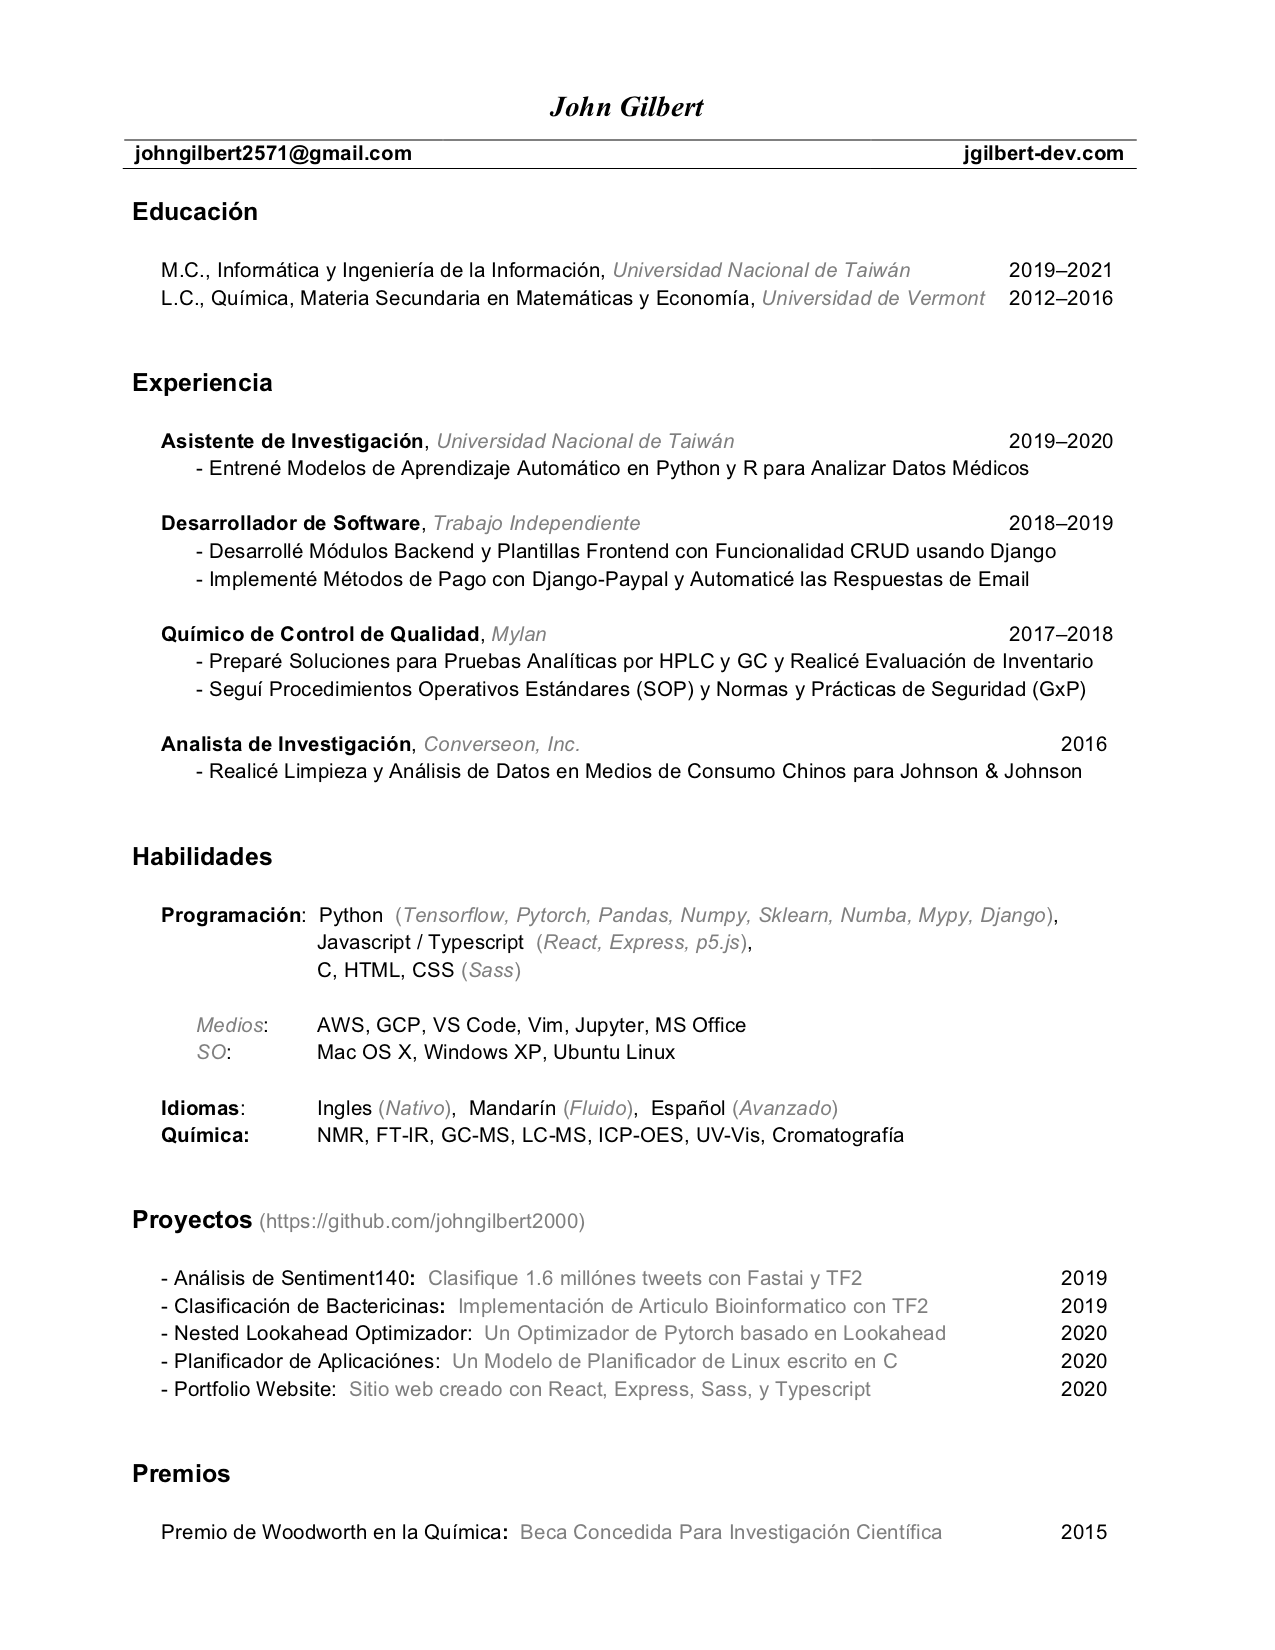 John Gilbert
johngilbert2571@gmail.com jgilbert-dev.com
Educación
M.C., Informática y Ingeniería de la Información, Universidad Nacional de Taiwán 2019–2021
L.C., Química, Materia Secundaria en Matemáticas y Economía, Universidad de Vermont 2012–2016
Experiencia
Asistente de Investigación, Universidad Nacional de Taiwán 2019–2020
- Entrené Modelos de Aprendizaje Automático en Python y R para Analizar Datos Médicos
Desarrollador de Software, Trabajo Independiente 2018–2019
- Desarrollé Módulos Backend y Plantillas Frontend con Funcionalidad CRUD usando Django
- Implementé Métodos de Pago con Django-Paypal y Automaticé las Respuestas de Email
Químico de Control de Qualidad, Mylan 2017–2018
- Preparé Soluciones para Pruebas Analíticas por HPLC y GC y Realicé Evaluación de Inventario
- Seguí Procedimientos Operativos Estándares (SOP) y Normas y Prácticas de Seguridad (GxP)
Analista de Investigación, Converseon, Inc. 2016
- Realicé Limpieza y Análisis de Datos en Medios de Consumo Chinos para Johnson & Johnson
Habilidades
Programación: Python (Tensorflow, Pytorch, Pandas, Numpy, Sklearn, Numba, Mypy, Django),
Javascript / Typescript (React, Express, p5.js),
C, HTML, CSS (Sass)
Medios: AWS, GCP, VS Code, Vim, Jupyter, MS Office
SO: Mac OS X, Windows XP, Ubuntu Linux
Idiomas: Ingles (Nativo), Mandarín (Fluido), Español (Avanzado)
Química: NMR, FT-IR, GC-MS, LC-MS, ICP-OES, UV-Vis, Cromatografía
Proyectos (https://github.com/johngilbert2000)
- Análisis de Sentiment140: Clasifique 1.6 millónes tweets con Fastai y TF2 2019
- Clasificación de Bactericinas: Implementación de Articulo Bioinformatico con TF2 2019
- Nested Lookahead Optimizador: Un Optimizador de Pytorch basado en Lookahead 2020
- Planificador de Aplicaciónes: Un Modelo de Planificador de Linux escrito en C 2020
- Portfolio Website: Sitio web creado con React, Express, Sass, y Typescript 2020
Premios
Premio de Woodworth en la Química: Beca Concedida Para Investigación Científica 2015